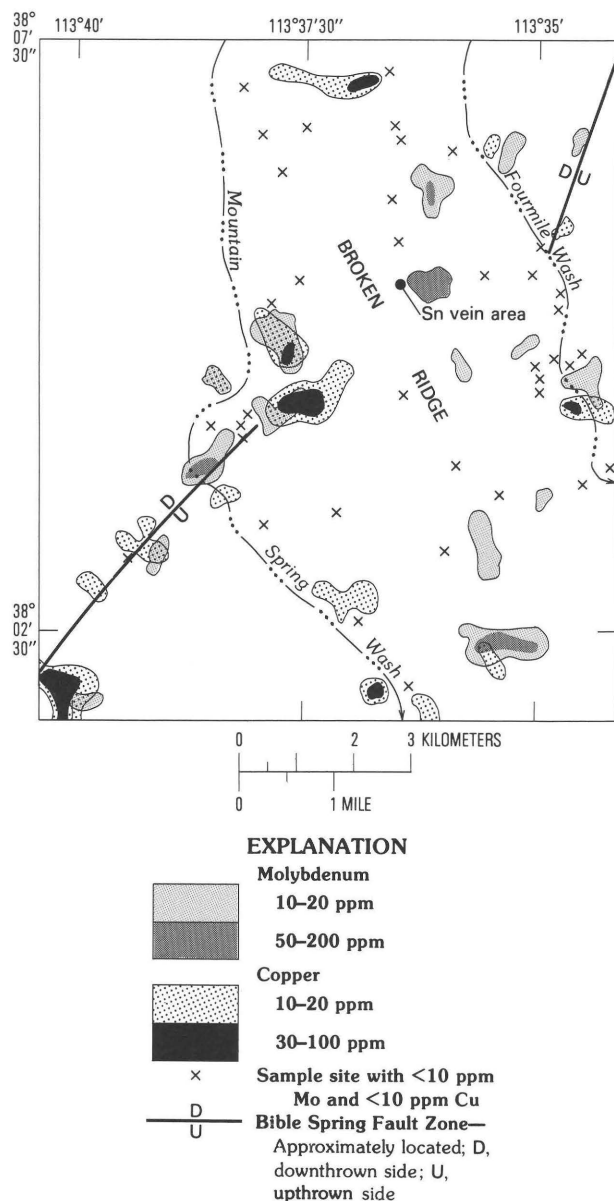 38° 113°40' 113°37'30" 113°35'
07'
30"
Mountain
D
U
Fourmile Wash
BROKEN
Sn vein area
RIDGE
D
U
Spring
Wash
38°
02'
30"
0 2 3 KILOMETERS
0 1 MILE
EXPLANATION
Molybdenum
10–20 ppm
50–200 ppm
Copper
10–20 ppm
30–100 ppm
× Sample site with <10 ppm
Mo and <10 ppm Cu
D
U
Bible Spring Fault Zone—
Approximately located; D,
downthrown side; U,
upthrown side